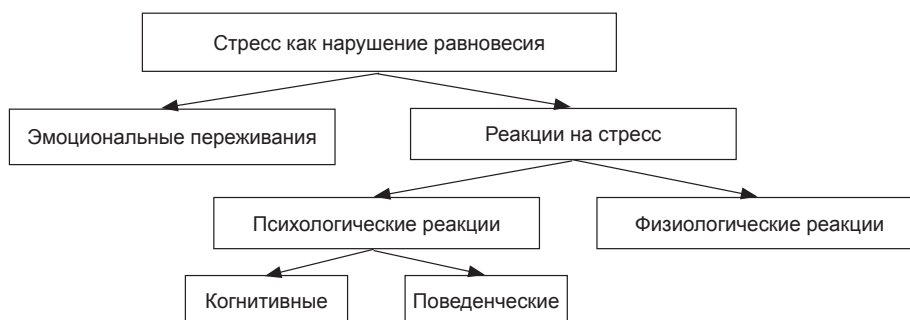 Стресс как нарушение равновесия
Эмоциональные переживания
Реакции на стресс
Психологические реакции
Физиологические реакции
Когнитивные
Поведенческие